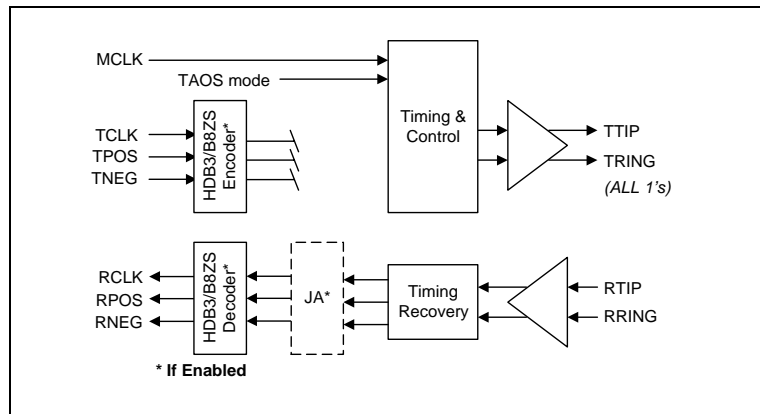 MCLK
TAOS mode
TCLK
TPOS
TNEG
HDB3/B8ZS
Encoder*
Timing &
Control
TTIP
TRING
(ALL 1's)
RCLK
RPOS
RNEG
HDB3/B8ZS
Decoder*
JA*
Timing
Recovery
RTIP
RRING
* If Enabled